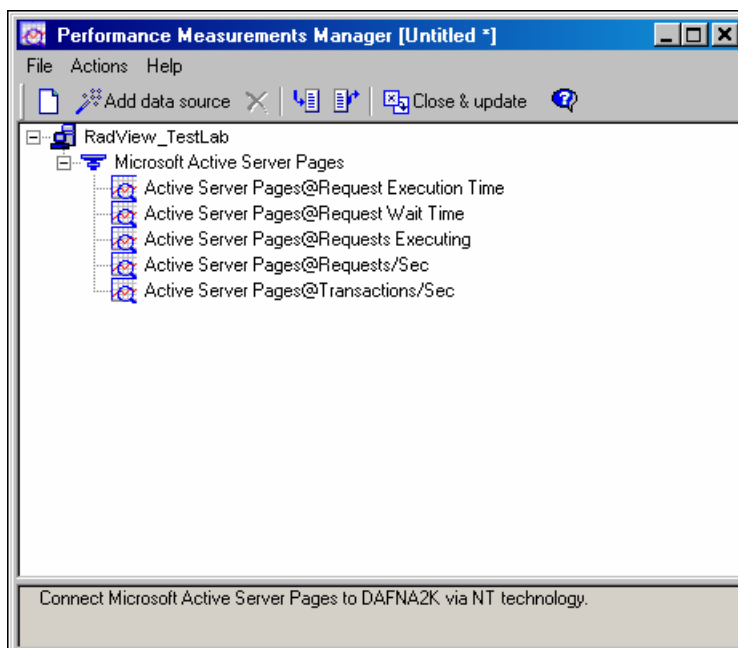 Performance Measurements Manager [Untitled *]
File Actions Help
Add data source Close & update
RadView_TestLab
Microsoft Active Server Pages
Active Server Pages@Request Execution Time
Active Server Pages@Request Wait Time
Active Server Pages@Requests Executing
Active Server Pages@Requests/Sec
Active Server Pages@Transactions/Sec
Connect Microsoft Active Server Pages to DAFNA2K via NT technology.